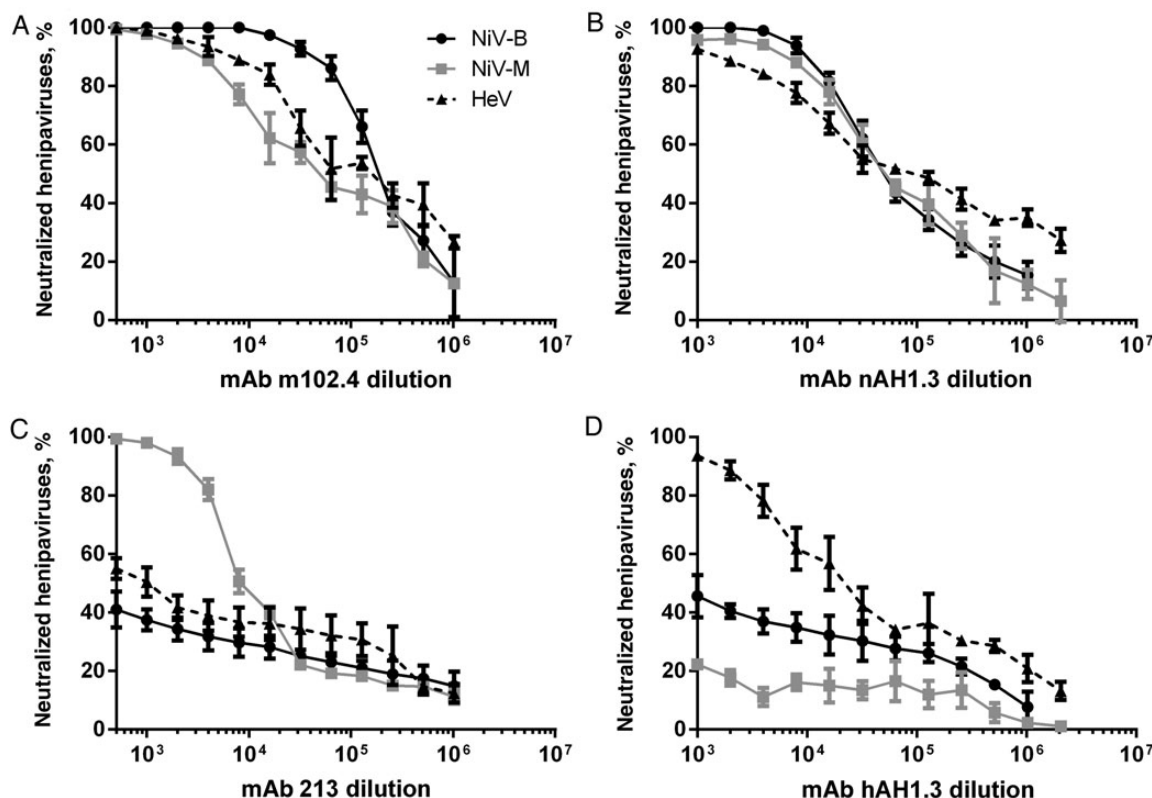 A
Neutralized henipaviruses, %
100
80
60
40
20
0
10³ 10⁴ 10⁵ 10⁶ 10⁷
mAb m102.4 dilution
NiV-B
NiV-M
HeV
B
Neutralized henipaviruses, %
100
80
60
40
20
0
10³ 10⁴ 10⁵ 10⁶ 10⁷
mAb nAH1.3 dilution
C
Neutralized henipaviruses, %
100
80
60
40
20
0
10³ 10⁴ 10⁵ 10⁶ 10⁷
mAb 213 dilution
D
Neutralized henipaviruses, %
100
80
60
40
20
0
10³ 10⁴ 10⁵ 10⁶ 10⁷
mAb hAH1.3 dilution